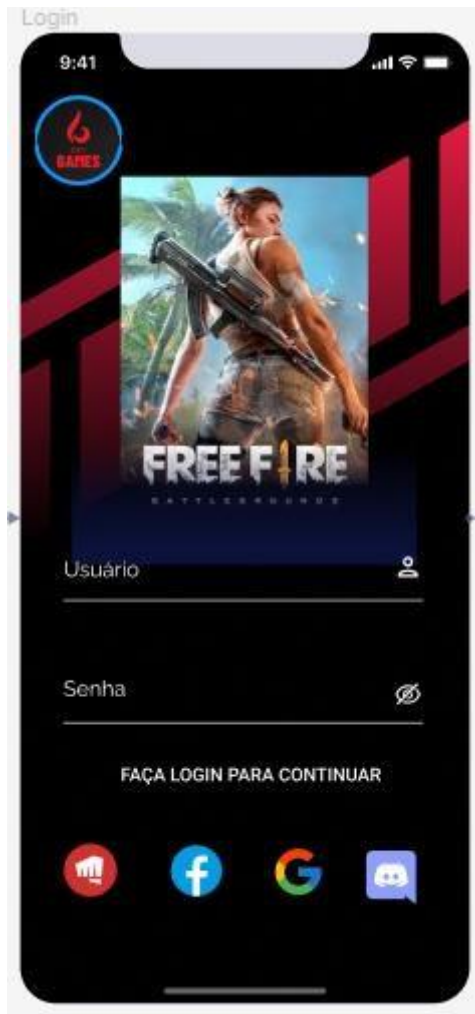 Login
9:41
GAMES
FREE FIRE
BATTLEGROUNDS
Usuário
Senha
FAÇA LOGIN PARA CONTINUAR